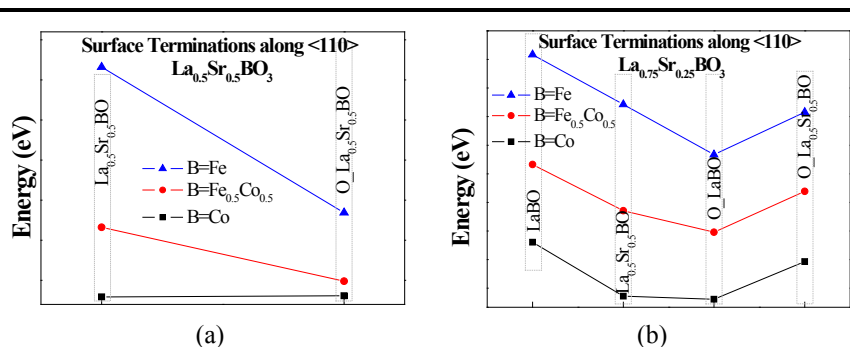 Surface Terminations along <110>
La₀.₅Sr₀.₅BO₃
Energy (eV)
La₀.₅Sr₀.₅BO
O_La₀.₅Sr₀.₅BO
B=Fe
B=Fe₀.₅Co₀.₅
B=Co
(a)
Surface Terminations along <110>
La₀.₇₅Sr₀.₂₅BO₃
Energy (eV)
B=Fe
B=Fe₀.₅Co₀.₅
B=Co
LaBO
La₀.₅Sr₀.₅BO
O_LaBO
O_La₀.₅Sr₀.₅BO
(b)